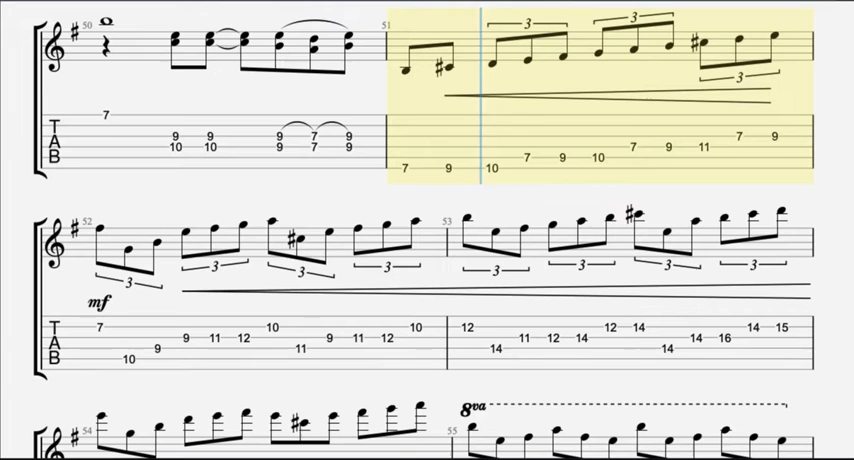 50 51
3 3
3
7
T 9 9 9 7 9 7 9
A 10 10 9 7 9 7 9 11
B 7 9 10
7 9 10
52 53
3 3 3 3 3 3 3 3
mf
T 7 10 10 12 12 14 14 15
A 9 11 12 9 11 12 11 12 14 14 16
B 9 11 14 14
10
54 55 8va